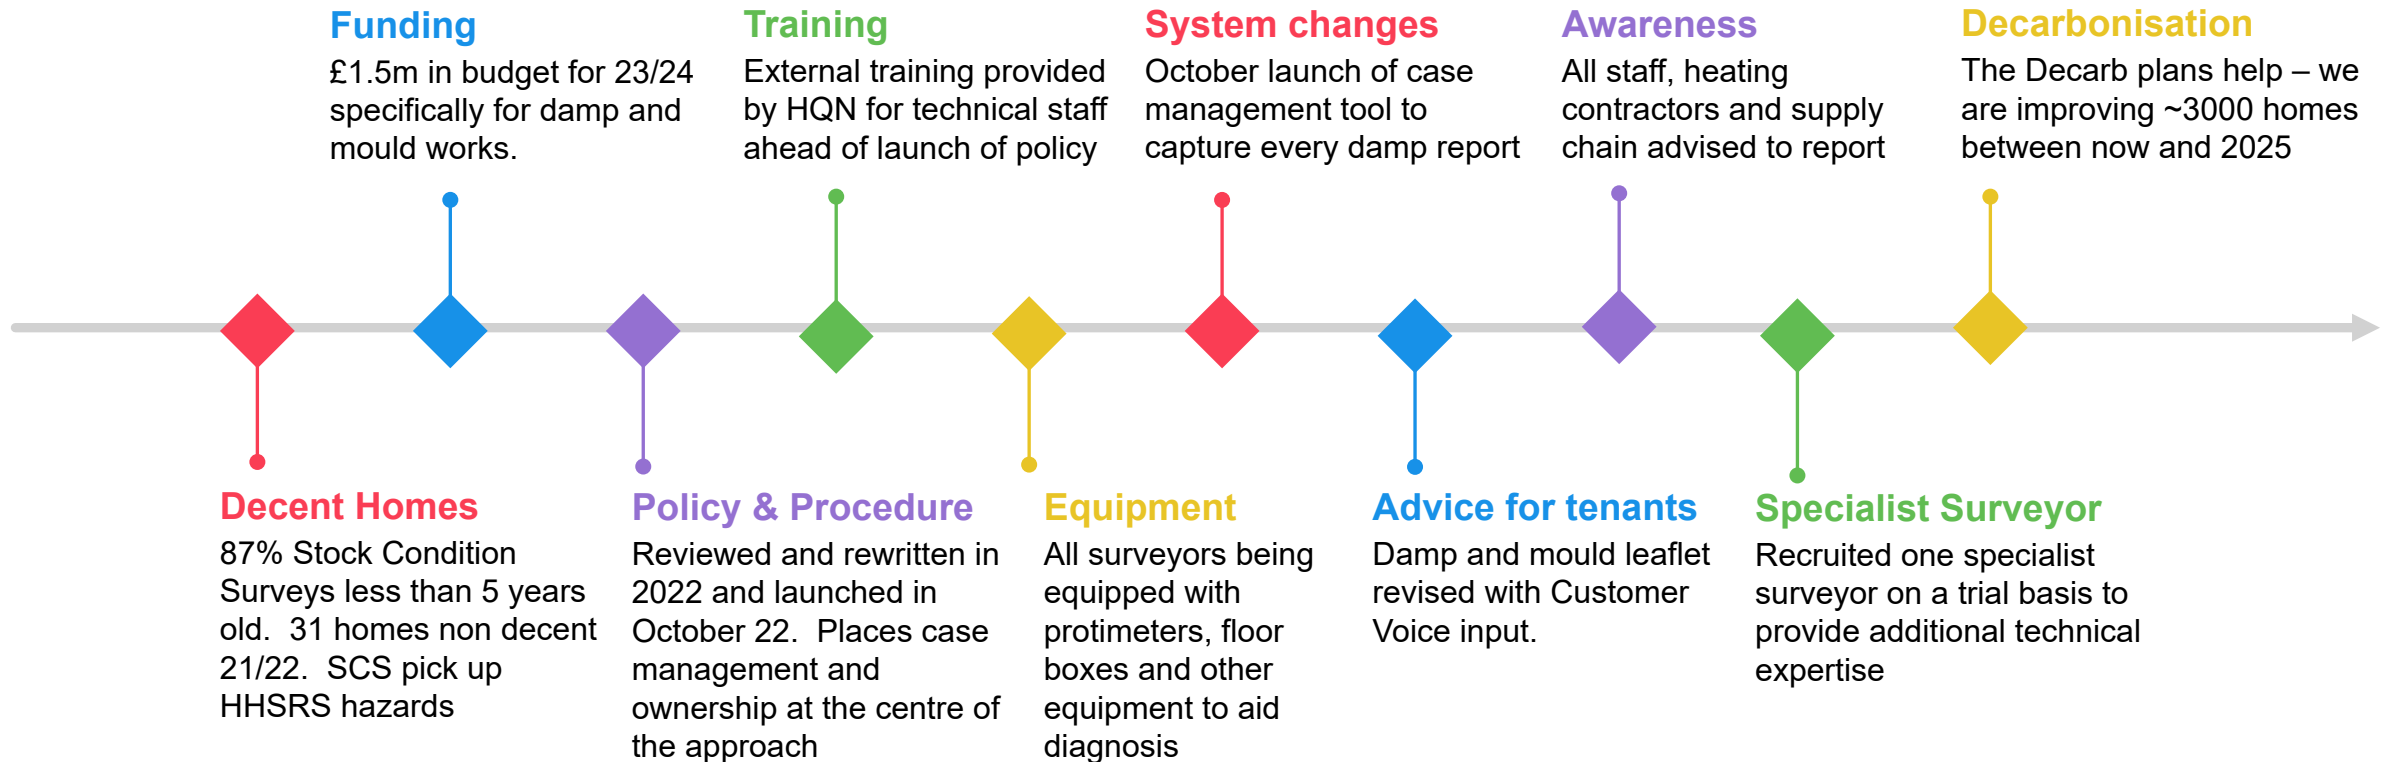 Funding
£1.5m in budget for 23/24
specifically for damp and
mould works.
Training
External training provided
by HQN for technical staff
ahead of launch of policy
System changes
October launch of case
management tool to
capture every damp report
Awareness
All staff, heating
contractors and supply
chain advised to report
Decarbonisation
The Decarb plans help – we
are improving ~3000 homes
between now and 2025
Decent Homes
87% Stock Condition
Surveys less than 5 years
old.  31 homes non decent
21/22.  SCS pick up
HHSRS hazards
Policy & Procedure
Reviewed and rewritten in
2022 and launched in
October 22.  Places case
management and
ownership at the centre of
the approach
Equipment
All surveyors being
equipped with
protimeters, floor
boxes and other
equipment to aid
diagnosis
Advice for tenants
Damp and mould leaflet
revised with Customer
Voice input.
Specialist Surveyor
Recruited one specialist
surveyor on a trial basis to
provide additional technical
expertise